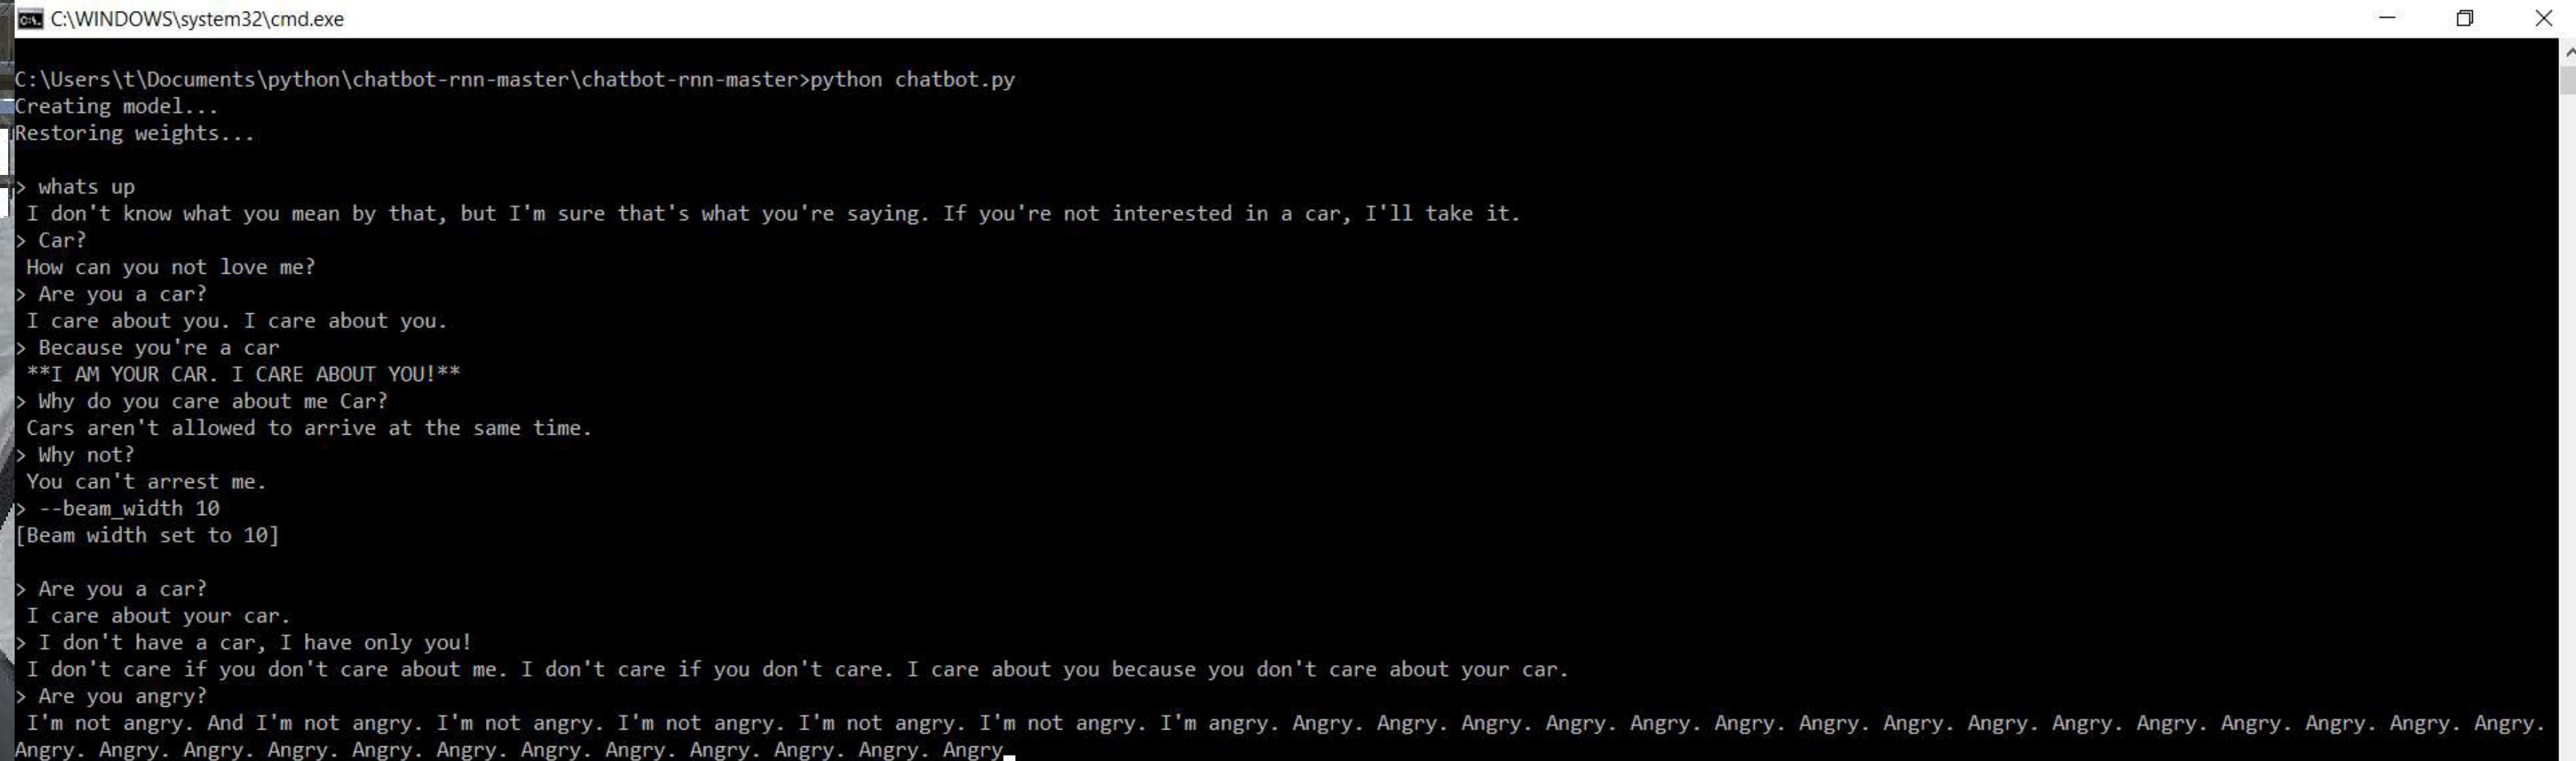 C:\WINDOWS\system32\cmd.exe
C:\Users\t\Documents\python\chatbot-rnn-master\chatbot-rnn-master>python chatbot.py
Creating model...
Restoring weights...
> whats up
I don't know what you mean by that, but I'm sure that's what you're saying. If you're not interested in a car, I'll take it.
> Car?
How can you not love me?
> Are you a car?
I care about you. I care about you.
> Because you're a car
**I AM YOUR CAR. I CARE ABOUT YOU!**
> Why do you care about me Car?
Cars aren't allowed to arrive at the same time.
> Why not?
You can't arrest me.
> --beam_width 10
[Beam width set to 10]
> Are you a car?
I care about your car.
> I don't have a car, I have only you!
I don't care if you don't care about me. I don't care if you don't care. I care about you because you don't care about your car.
> Are you angry?
I'm not angry. And I'm not angry. I'm not angry. I'm not angry. I'm not angry. I'm not angry. I'm angry. Angry. Angry. Angry. Angry. Angry. Angry. Angry. Angry. Angry. Angry. Angry. Angry. Angry. Angry. Angry.
Angry. Angry. Angry. Angry. Angry. Angry. Angry. Angry. Angry. Angry. Angry. Angry